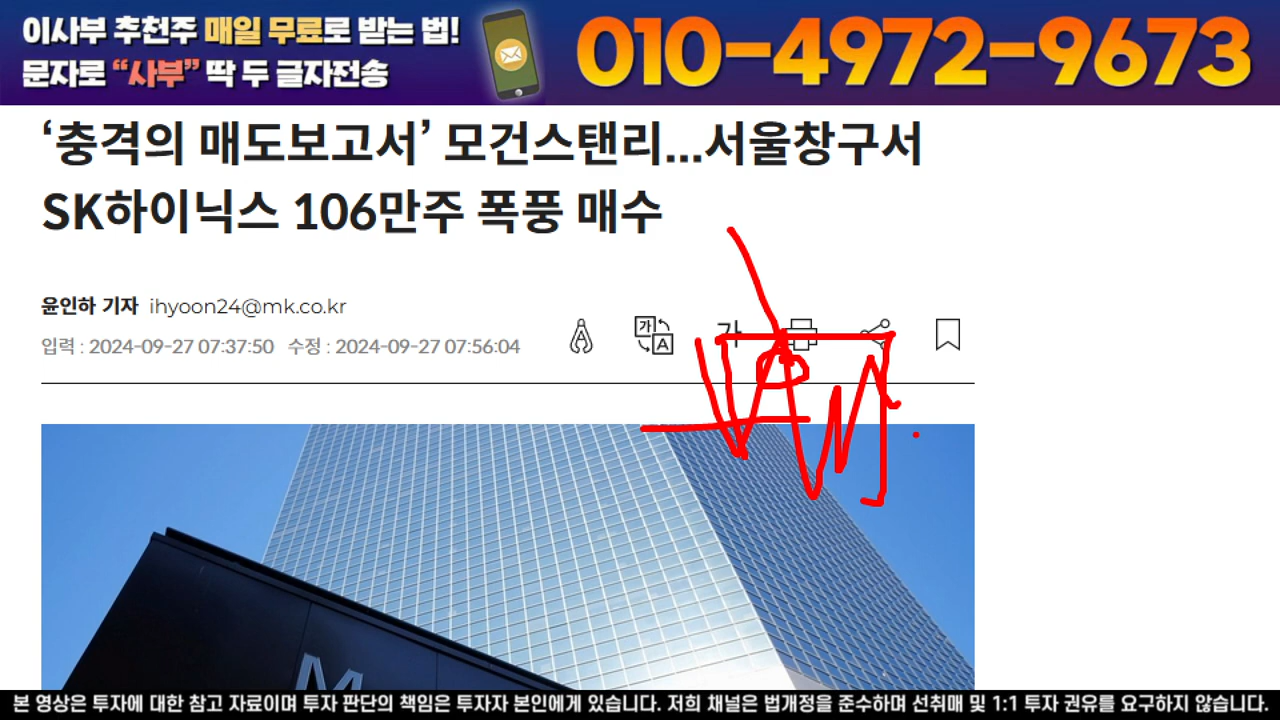 이사부 추천주 매일 무료로 받는 법!
문자로 “사부” 딱 두 글자전송
010-4972-9673
‘충격의 매도보고서’ 모건스탠리...서울창구서
SK하이닉스 106만주 폭풍 매수
윤인하 기자 ihyoon24@mk.co.kr
입력 : 2024-09-27 07:37:50 수정 : 2024-09-27 07:56:04
가 A
가
M
본 영상은 투자에 대한 참고 자료이며 투자 판단의 책임은 투자자 본인에게 있습니다. 저희 채널은 법개정을 준수하며 선취매 및 1:1 투자 권유를 요구하지 않습니다.